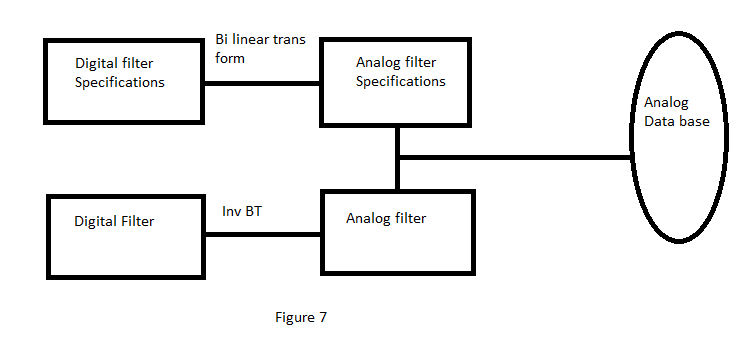 Bi linear trans
form
Digital filter
Specifications
Analog filter
Specifications
Analog
Data base
Digital Filter
Inv BT
Analog filter
Figure 7